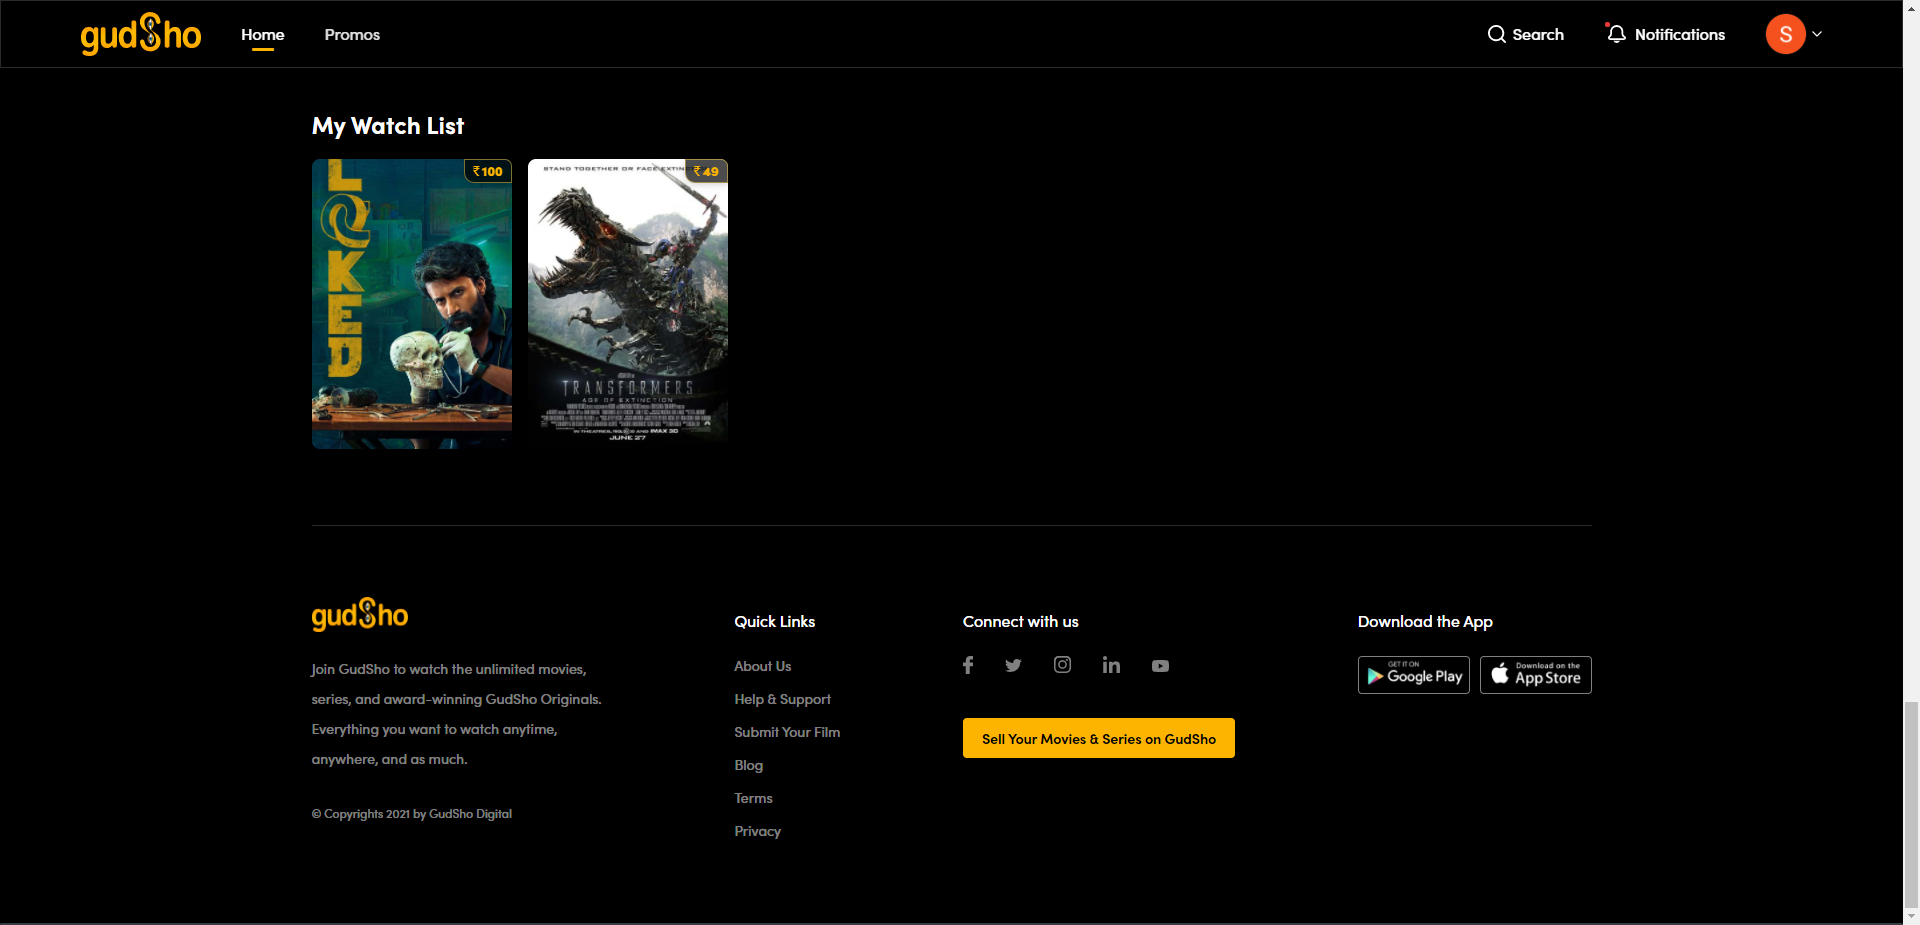 gudSho
Home
Promos
Search
Notifications
S
My Watch List
LOCKED
₹100
STAND TOGETHER OR FACE EXTIN
₹49
TRANSFORMERS
AGE OF EXTINCTION
IN THEATRES, REAL D AND IMAX 3D
JUNE 27
gudSho
Join GudSho to watch the unlimited movies,
series, and award-winning GudSho Originals.
Everything you want to watch anytime,
anywhere, and as much.
© Copyrights 2021 by GudSho Digital
Quick Links
About Us
Help & Support
Submit Your Film
Blog
Terms
Privacy
Connect with us
Sell Your Movies & Series on GudSho
Download the App
GET IT ON
Google Play
Download on the
App Store